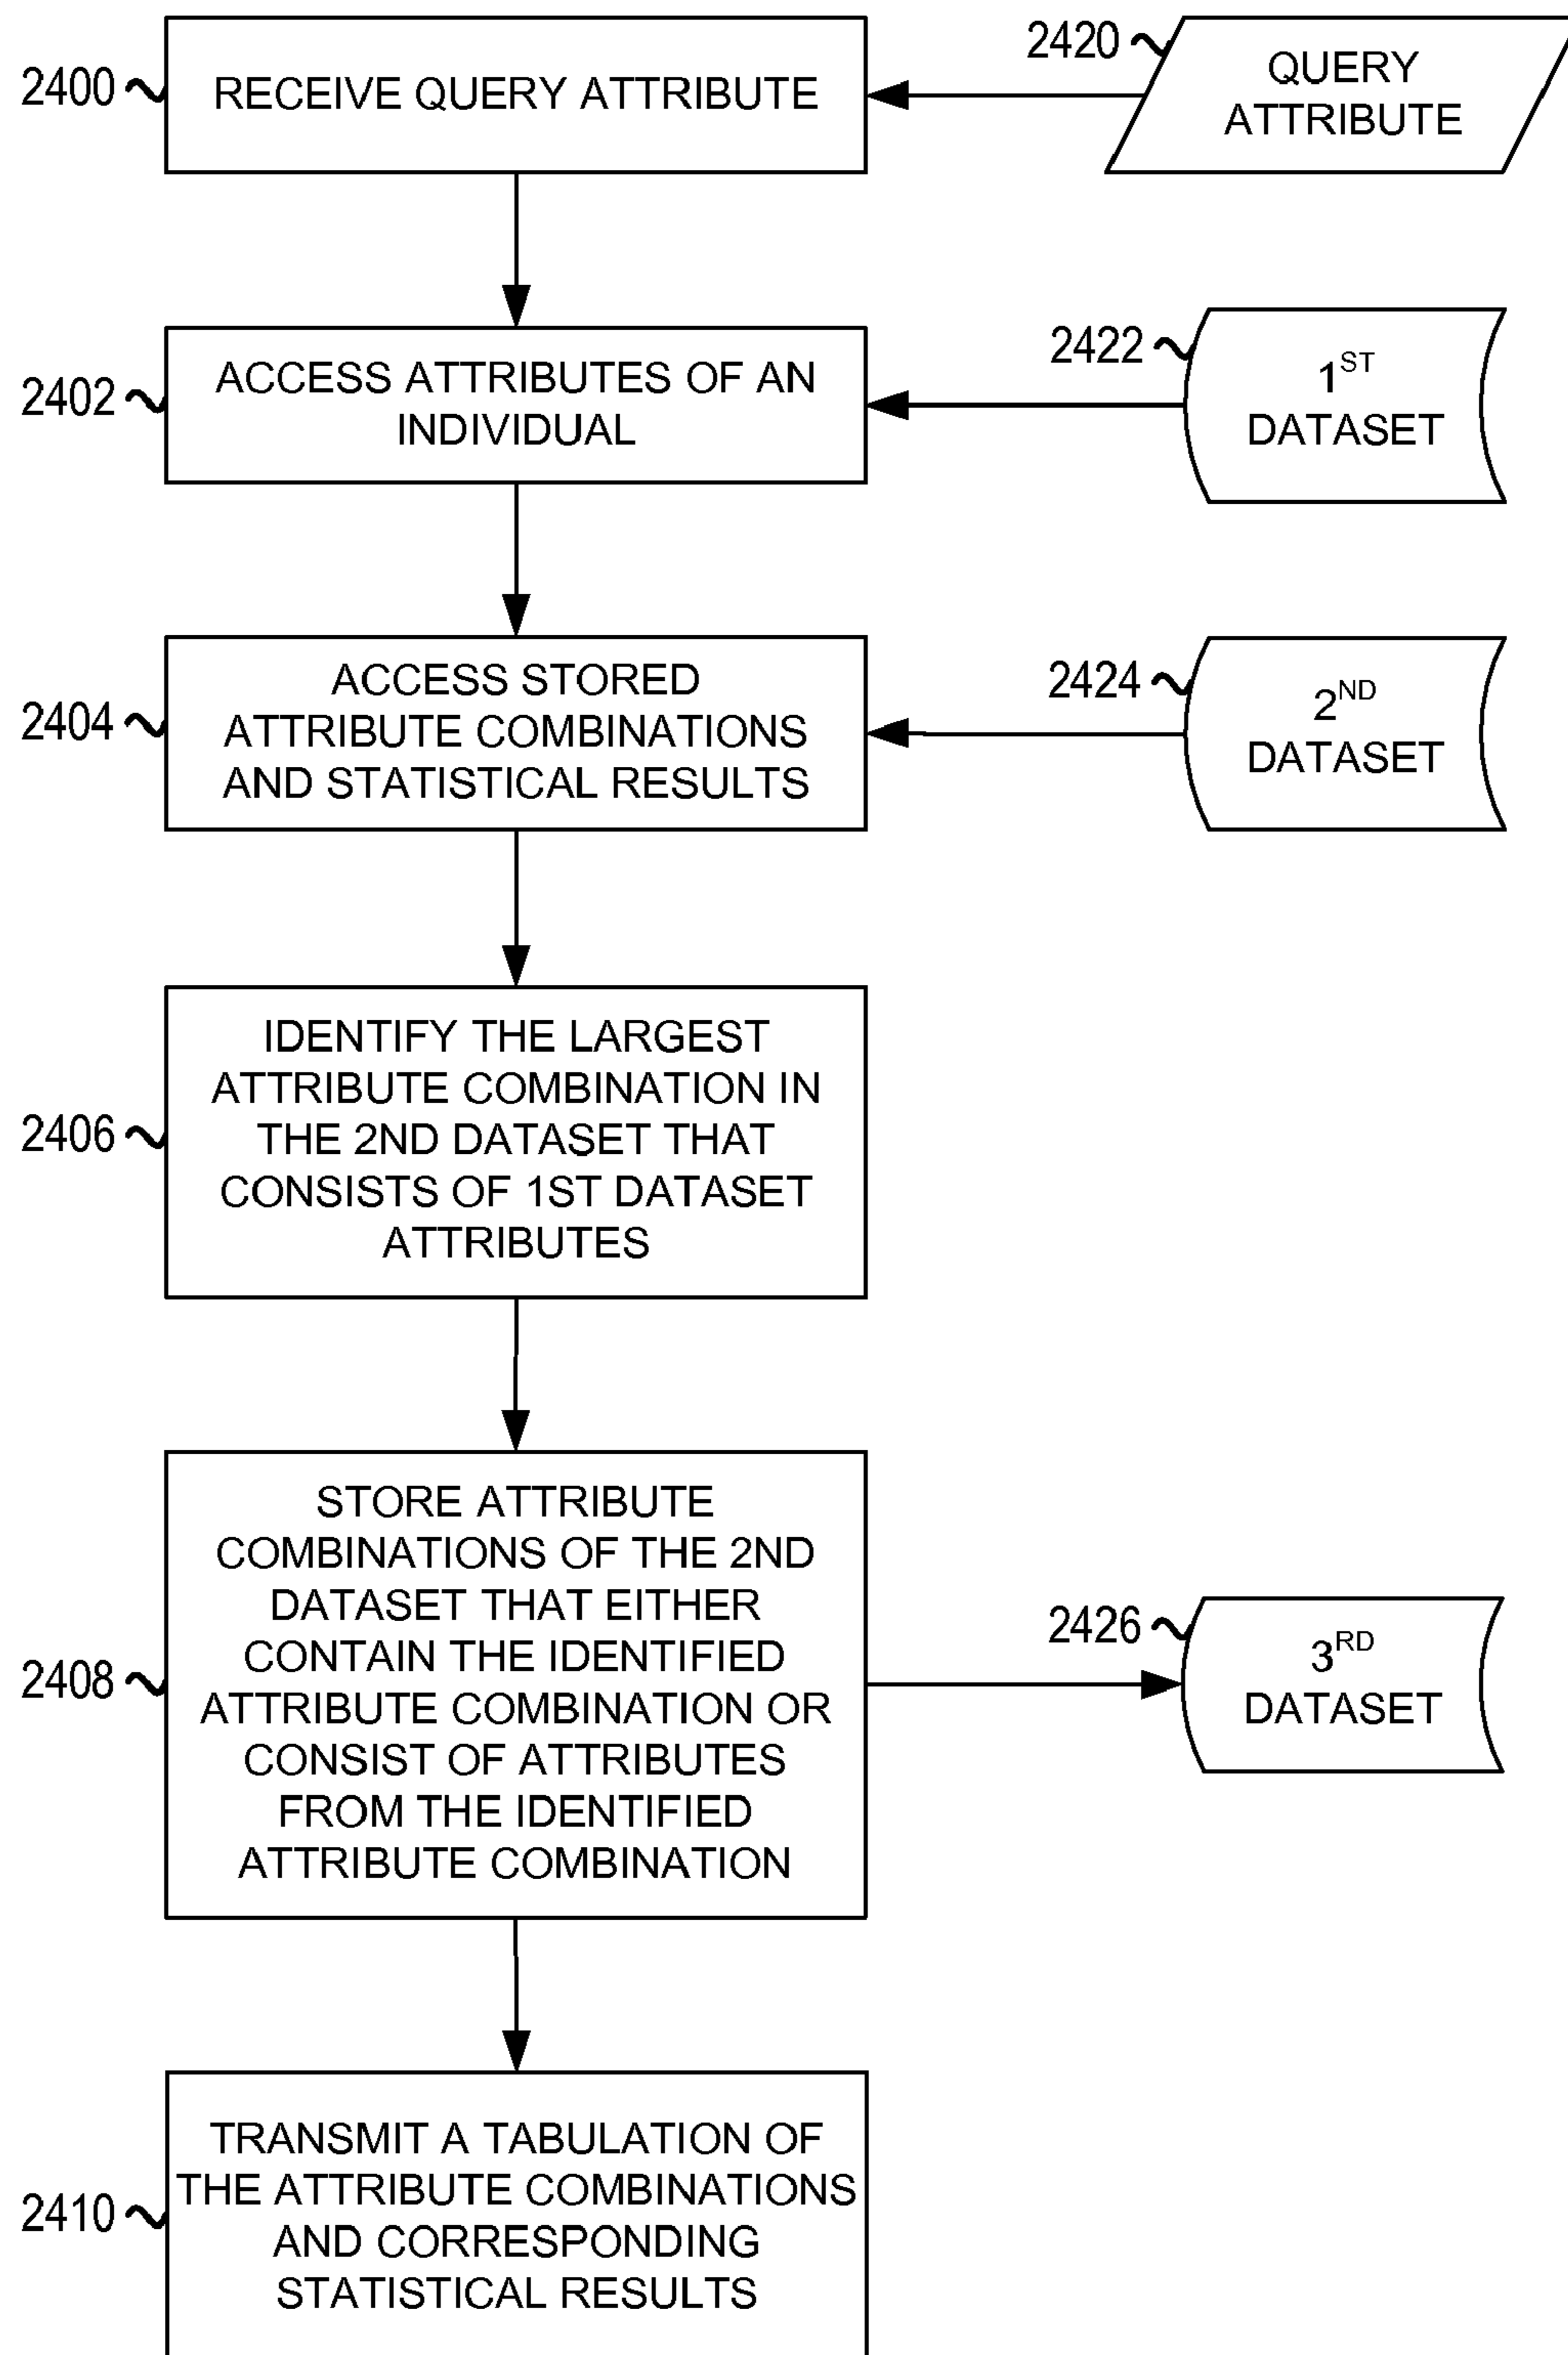 2400
RECEIVE QUERY ATTRIBUTE
2420
QUERY
ATTRIBUTE
2402
ACCESS ATTRIBUTES OF AN
INDIVIDUAL
2422
1ST
DATASET
2404
ACCESS STORED
ATTRIBUTE COMBINATIONS
AND STATISTICAL RESULTS
2424
2ND
DATASET
2406
IDENTIFY THE LARGEST
ATTRIBUTE COMBINATION IN
THE 2ND DATASET THAT
CONSISTS OF 1ST DATASET
ATTRIBUTES
2408
STORE ATTRIBUTE
COMBINATIONS OF THE 2ND
DATASET THAT EITHER
CONTAIN THE IDENTIFIED
ATTRIBUTE COMBINATION OR
CONSIST OF ATTRIBUTES
FROM THE IDENTIFIED
ATTRIBUTE COMBINATION
2426
3RD
DATASET
2410
TRANSMIT A TABULATION OF
THE ATTRIBUTE COMBINATIONS
AND CORRESPONDING
STATISTICAL RESULTS